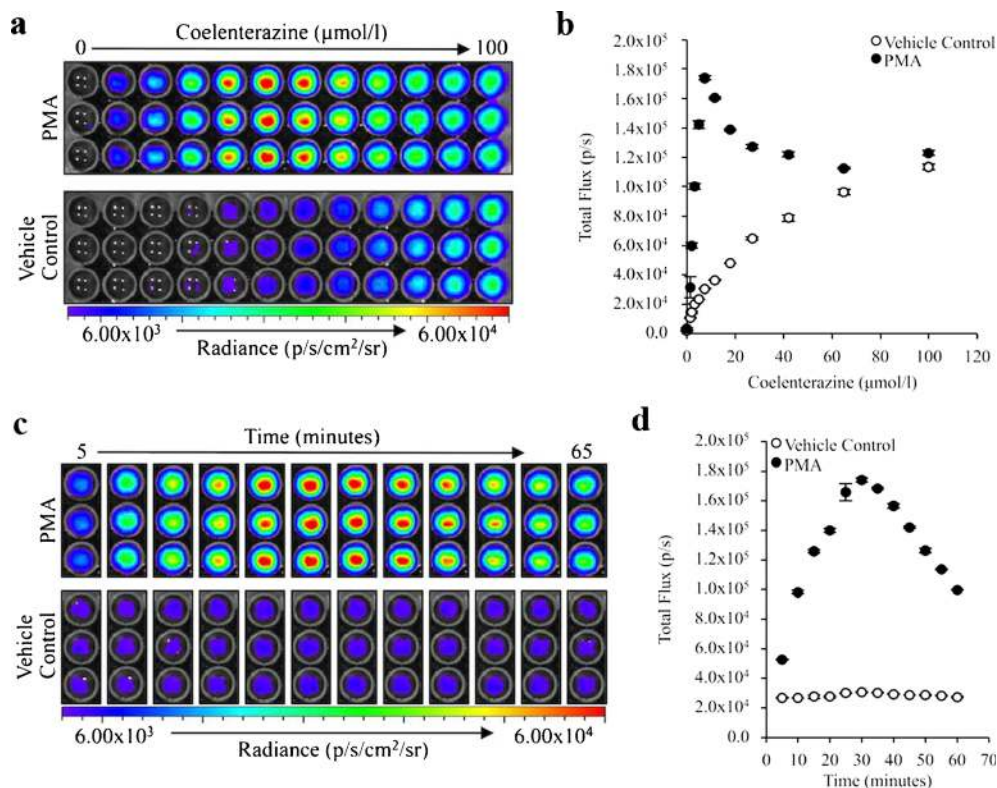 a
Coelenterazine (µmol/l)
0 100
PMA
Vehicle
Control
6.00x10³ 6.00x10⁴
Radiance (p/s/cm²/sr)
b
Vehicle Control
PMA
2.0x10⁵
1.8x10⁵
1.6x10⁵
1.4x10⁵
1.2x10⁵
1.0x10⁵
8.0x10⁴
6.0x10⁴
4.0x10⁴
2.0x10⁴
0.0
Total Flux (p/s)
0 20 40 60 80 100 120
Coelenterazine (µmol/l)
c
Time (minutes)
5 65
PMA
Vehicle
Control
6.00x10³ 6.00x10⁴
Radiance (p/s/cm²/sr)
d
Vehicle Control
PMA
2.0x10⁵
1.8x10⁵
1.6x10⁵
1.4x10⁵
1.2x10⁵
1.0x10⁵
8.0x10⁴
6.0x10⁴
4.0x10⁴
2.0x10⁴
0.0
Total Flux (p/s)
0 10 20 30 40 50 60 70
Time (minutes)